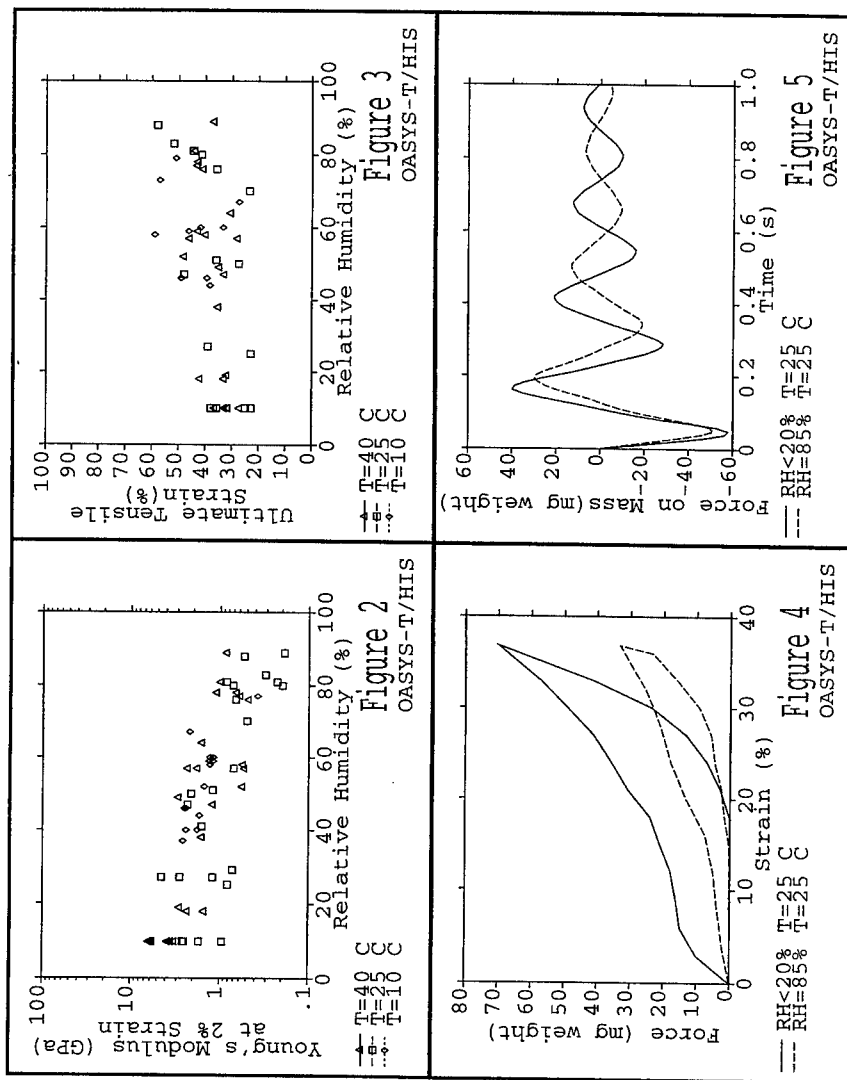 Young's Modulus (GPa)
at 2% Strain
100
10
1
.1
0 20 40 60 80 100
Relative Humidity (%)
T=40 C
T=25 C
T=10 C
Figure 2
OASYS-T/HIS
Ultimate Tensile
Strain(%)
100
90
80
70
60
50
40
30
20
10
0
0 20 40 60 80 100
Relative Humidity (%)
T=40 C
T=25 C
T=10 C
Figure 3
OASYS-T/HIS
Force (mg weight)
80
70
60
50
40
30
20
10
0
0 10 20 30 40
Strain (%)
RH<20% T=25 C
RH=85% T=25 C
Figure 4
OASYS-T/HIS
Force on Mass(mg weight)
60
40
20
0
-20
-40
-60
0 0.2 0.4 0.6 0.8 1.0
Time (s)
RH<20% T=25 C
RH=85% T=25 C
Figure 5
OASYS-T/HIS